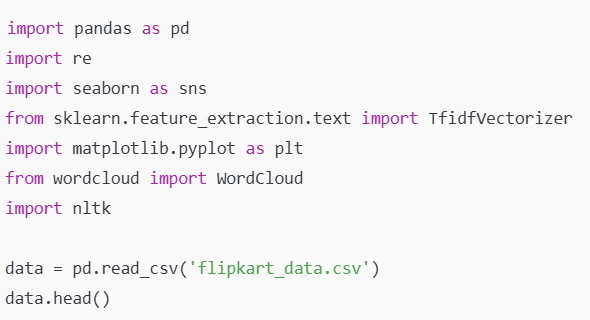 import pandas as pd
import re
import seaborn as sns
from sklearn.feature_extraction.text import TfidfVectorizer
import matplotlib.pyplot as plt
from wordcloud import WordCloud
import nltk

data = pd.read_csv('flipkart_data.csv')
data.head()